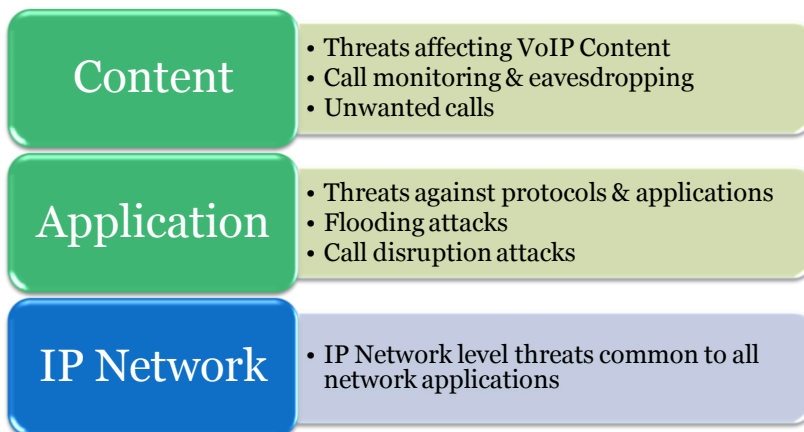 Content
• Threats affecting VoIP Content
• Call monitoring & eavesdropping
• Unwanted calls
Application
• Threats against protocols & applications
• Flooding attacks
• Call disruption attacks
IP Network
• IP Network level threats common to all
network applications